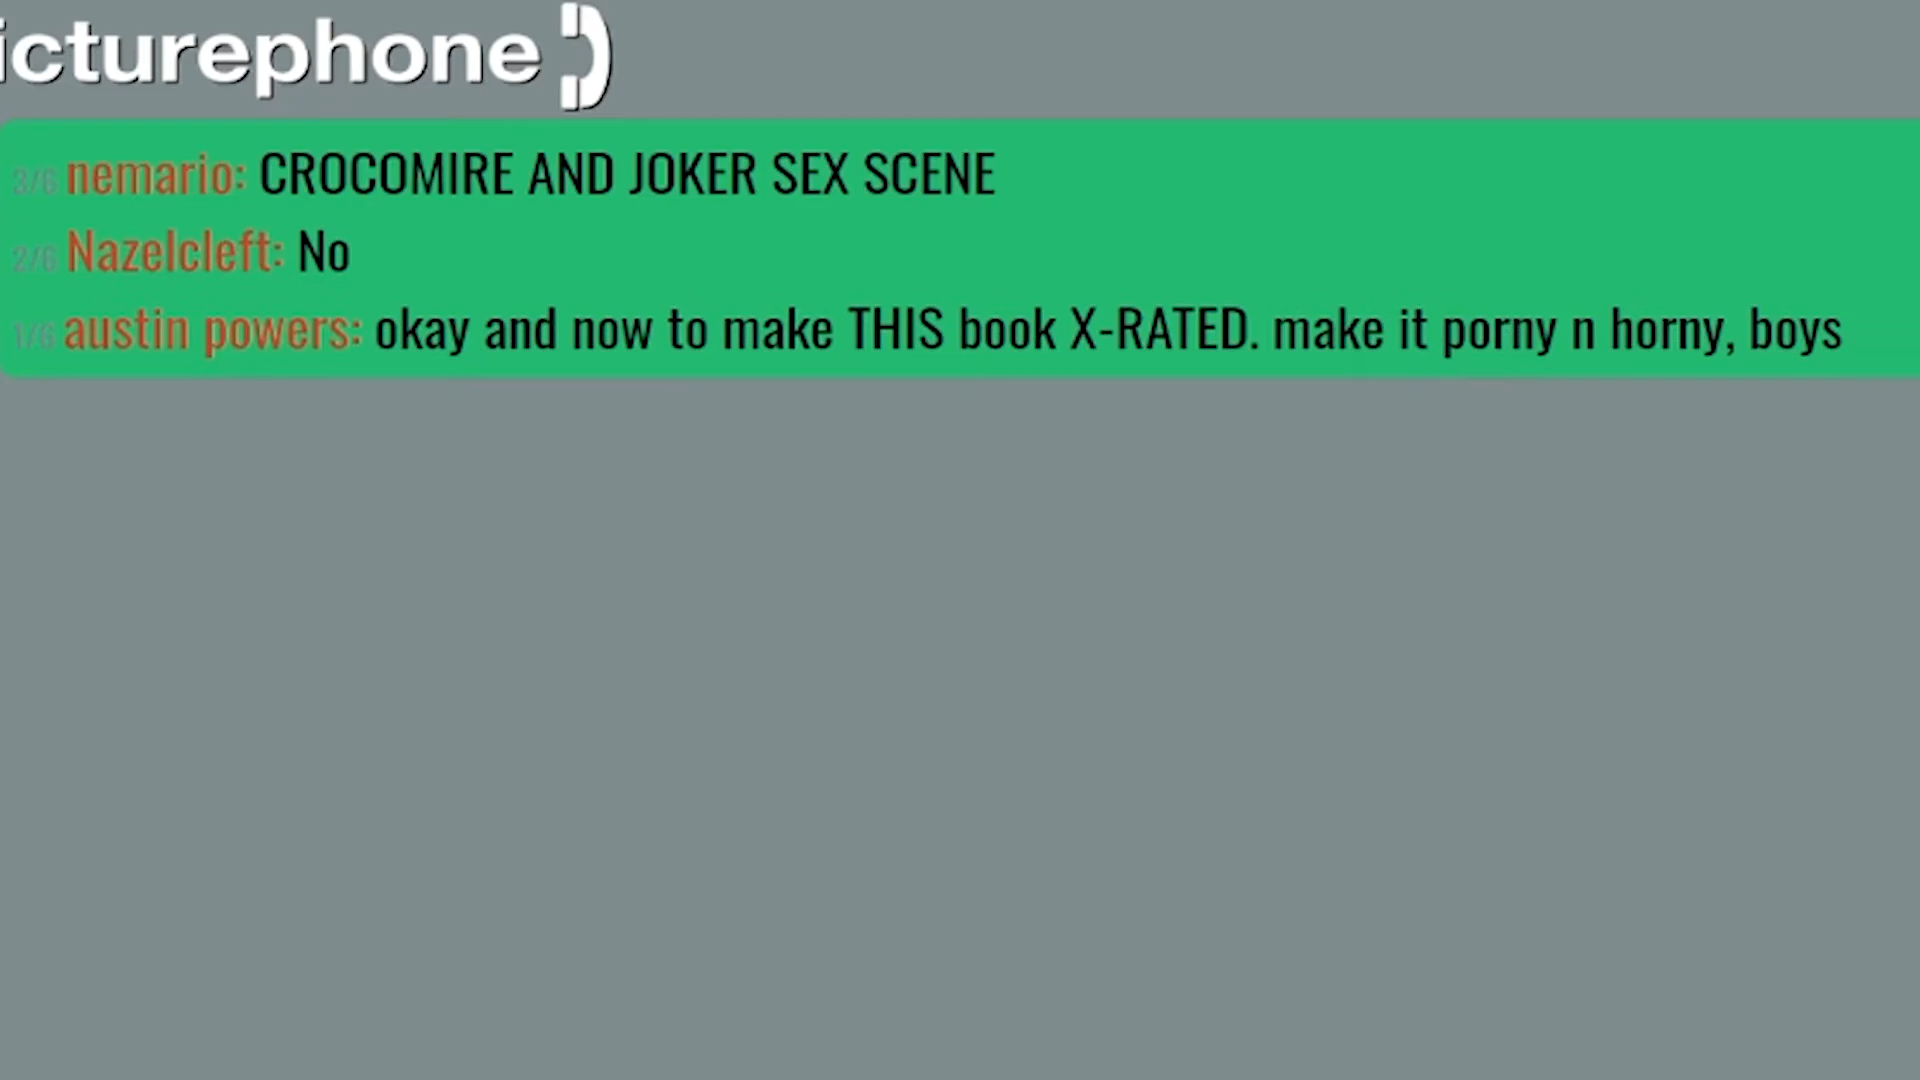 icturephone
3/6 nemario: CROCOMIRE AND JOKER SEX SCENE
2/6 Nazelcleft: No
1/6 austin powers: okay and now to make THIS book X-RATED. make it porny n horny, boys